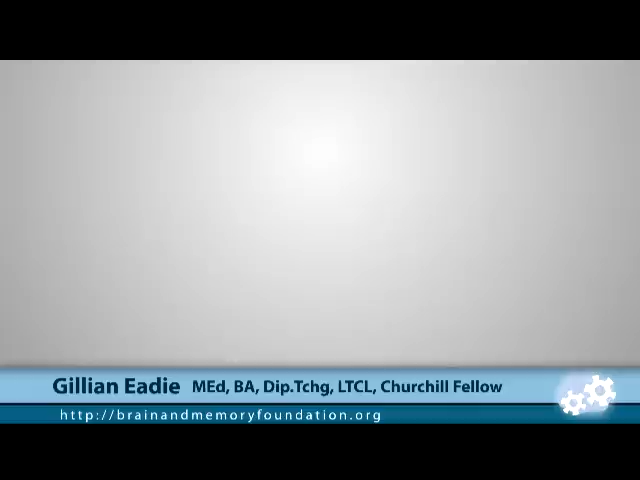 Gillian Eadie MEd, BA, Dip.Tchg, LTCL, Churchill Fellow
http://brainandmemoryfoundation.org